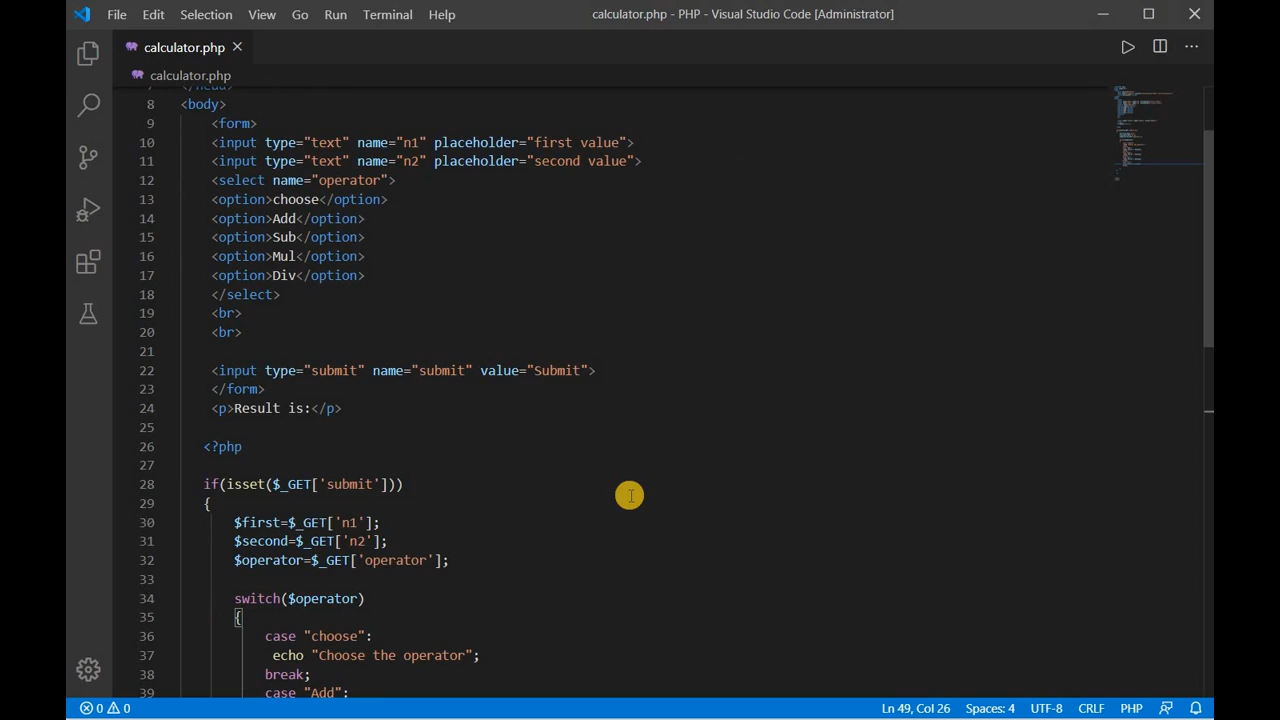 File Edit Selection View Go Run Terminal Help calculator.php - PHP - Visual Studio Code [Administrator]
calculator.php
calculator.php
7 </head>
8 <body>
9 <form>
10 <input type="text" name="n1" placeholder="first value">
11 <input type="text" name="n2" placeholder="second value">
12 <select name="operator">
13 <option>choose</option>
14 <option>Add</option>
15 <option>Sub</option>
16 <option>Mul</option>
17 <option>Div</option>
18 </select>
19 <br>
20 <br>
21
22 <input type="submit" name="submit" value="Submit">
23 </form>
24 <p>Result is:</p>
25
26 <?php
27
28 if(isset($_GET['submit']))
29 {
30 $first=$_GET['n1'];
31 $second=$_GET['n2'];
32 $operator=$_GET['operator'];
33
34 switch($operator)
35 {
36 case "choose":
37 echo "Choose the operator";
38 break;
39 case "Add":
0 0 Ln 49, Col 26 Spaces: 4 UTF-8 CRLF PHP